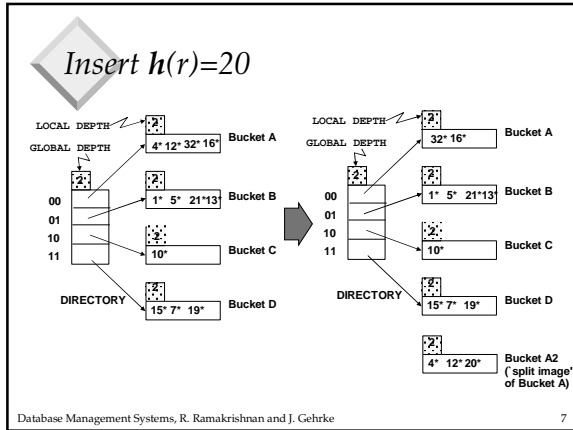 Insert h(r)=20
LOCAL DEPTH
GLOBAL DEPTH
2
2
4* 12* 32* 16*
Bucket A
00
01
10
11
2
1* 5* 21* 13*
Bucket B
2
10*
Bucket C
DIRECTORY
2
15* 7* 19*
Bucket D
LOCAL DEPTH
GLOBAL DEPTH
2
2
32* 16*
Bucket A
00
01
10
11
2
1* 5* 21* 13*
Bucket B
2
10*
Bucket C
DIRECTORY
2
15* 7* 19*
Bucket D
2
4* 12* 20*
Bucket A2
(`split image'
of Bucket A)
Database Management Systems, R. Ramakrishnan and J. Gehrke 7